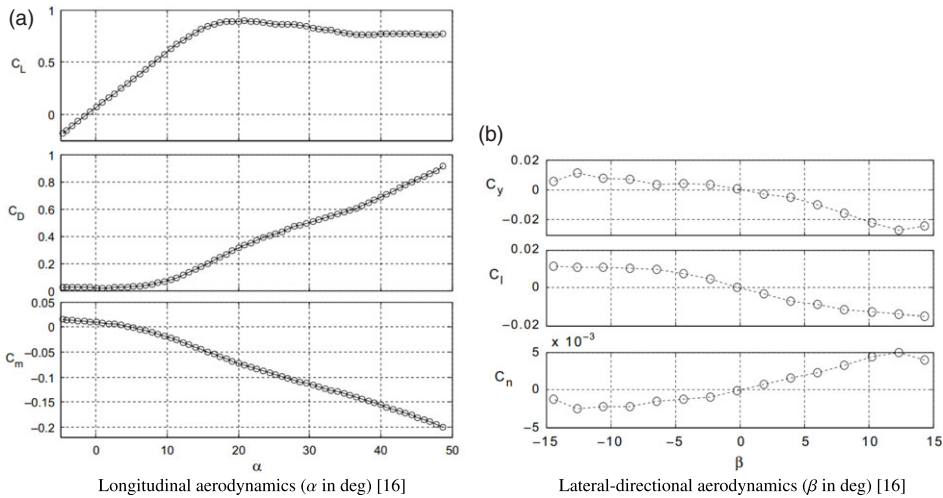 (a)
1
0.5
C_L
0
1
0.8
0.6
C_D
0.4
0.2
0
0.05
0
−0.05
C_m
−0.1
−0.15
−0.2
0 10 20 30 40 50
α
Longitudinal aerodynamics (α in deg) [16]
(b)
0.02
C_y
0
−0.02
0.02
C_l
0
−0.02
x 10⁻³
5
C_n
0
−5
−15 −10 −5 0 5 10 15
β
Lateral-directional aerodynamics (β in deg) [16]